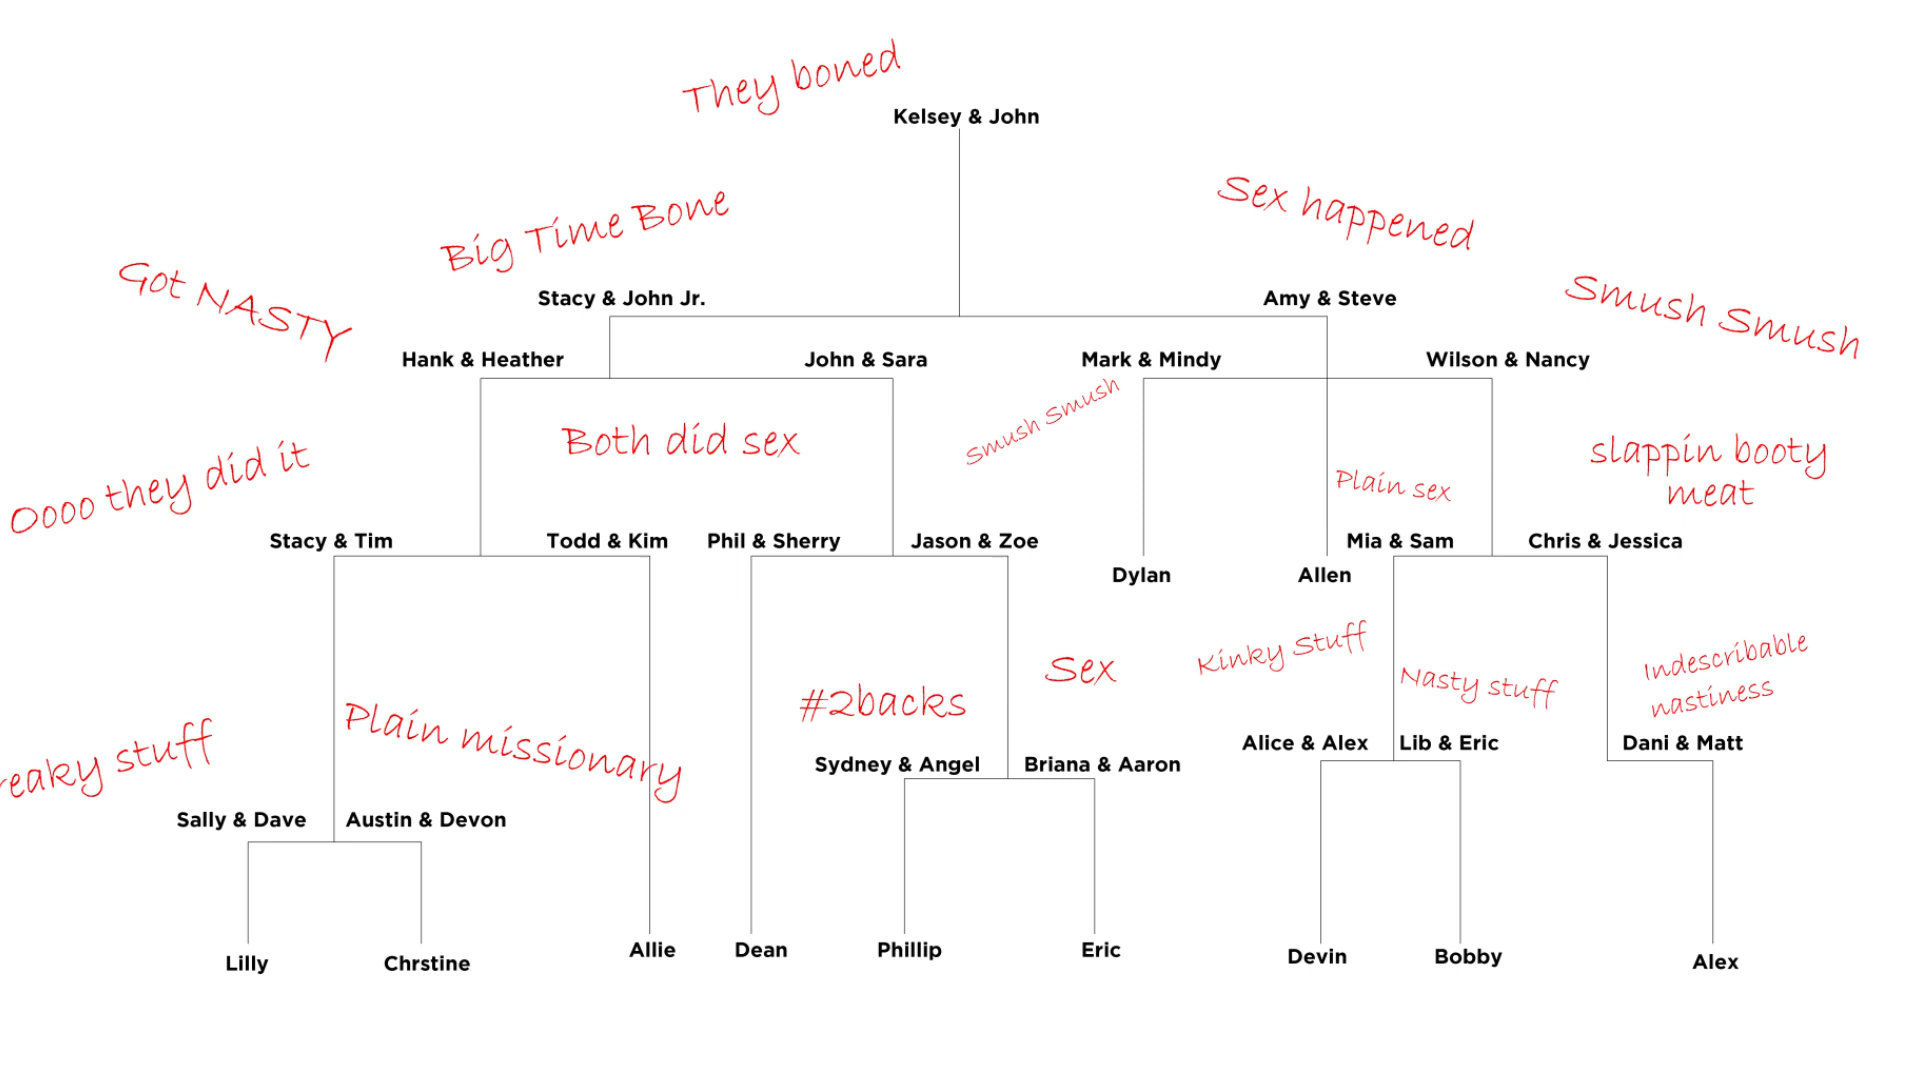 They boned
Kelsey & John
Sex happened
Big Time Bone
Got NASTY
Smush Smush
Stacy & John Jr.
Amy & Steve
Hank & Heather
John & Sara
Mark & Mindy
Wilson & Nancy
Smush Smush
Both did sex
slappin booty
meat
Oooo they did it
Plain sex
Stacy & Tim
Todd & Kim
Phil & Sherry
Jason & Zoe
Mia & Sam
Chris & Jessica
Dylan
Allen
Kinky Stuff
Sex
Indescribable
nastiness
Nasty stuff
#2backs
Plain missionary
reaky stuff
Alice & Alex
Lib & Eric
Dani & Matt
Sydney & Angel
Briana & Aaron
Sally & Dave
Austin & Devon
Lilly
Chrstine
Allie
Dean
Phillip
Eric
Devin
Bobby
Alex